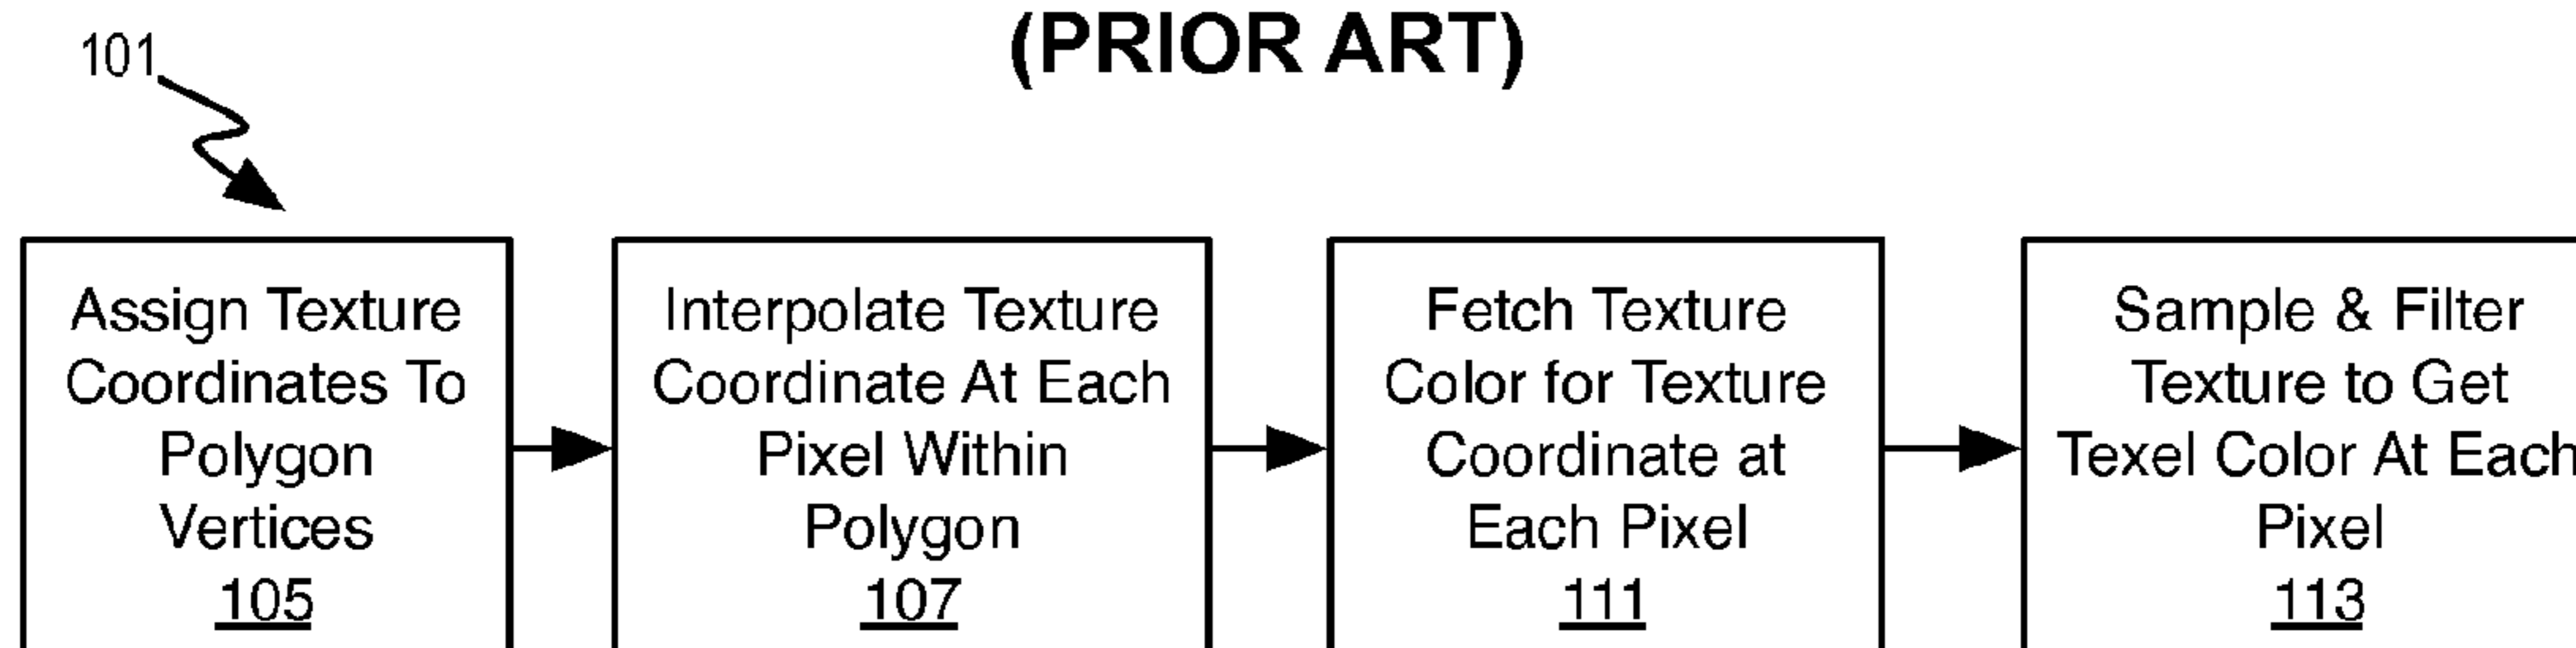 (PRIOR ART)
101
Assign Texture
Coordinates To
Polygon
Vertices
105
Interpolate Texture
Coordinate At Each
Pixel Within
Polygon
107
Fetch Texture
Color for Texture
Coordinate at
Each Pixel
111
Sample & Filter
Texture to Get
Texel Color At Each
Pixel
113